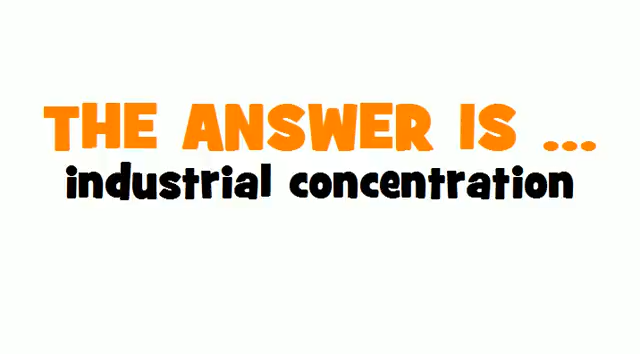 THE ANSWER IS ...
industrial concentration